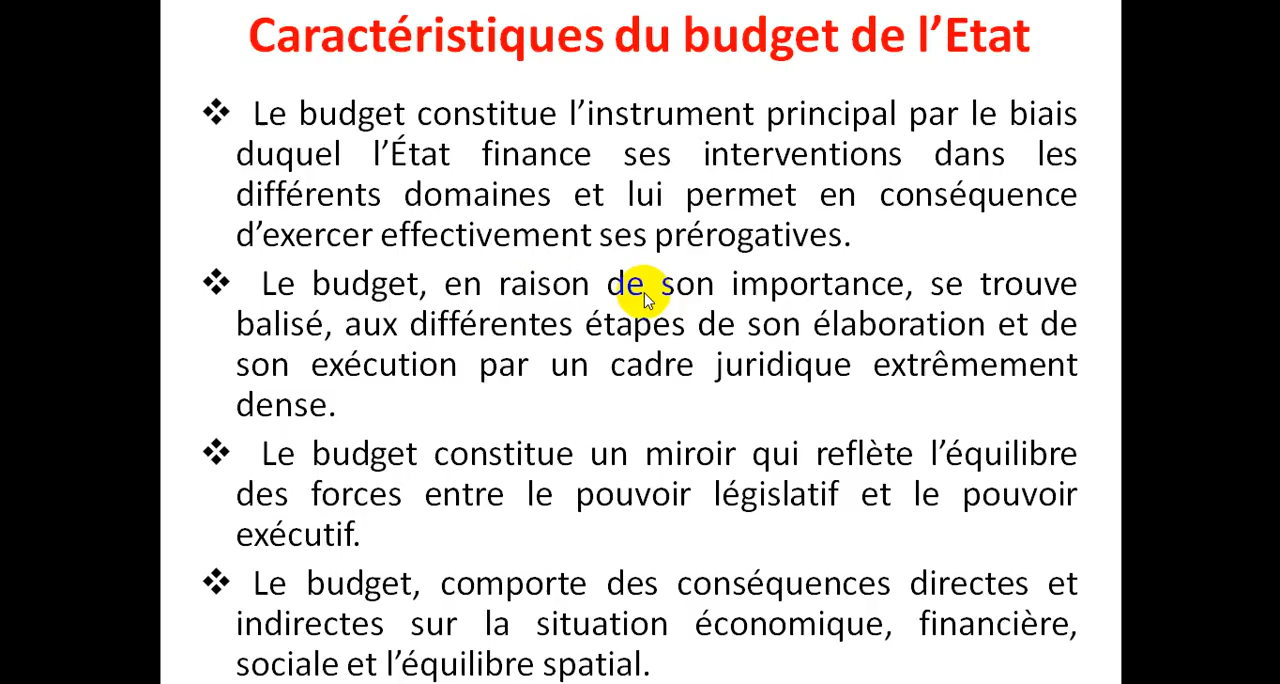 Caractéristiques du budget de l’Etat
❖ Le budget constitue l’instrument principal par le biais
duquel l’État finance ses interventions dans les
différents domaines et lui permet en conséquence
d’exercer effectivement ses prérogatives.
❖ Le budget, en raison de son importance, se trouve
balisé, aux différentes étapes de son élaboration et de
son exécution par un cadre juridique extrêmement
dense.
❖ Le budget constitue un miroir qui reflète l’équilibre
des forces entre le pouvoir législatif et le pouvoir
exécutif.
❖ Le budget, comporte des conséquences directes et
indirectes sur la situation économique, financière,
sociale et l’équilibre spatial.